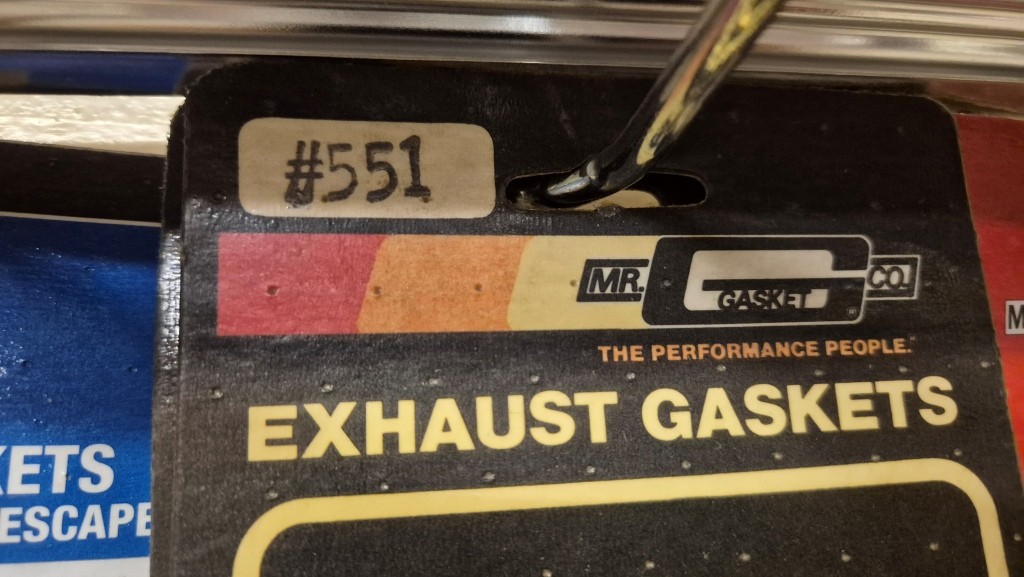 #551
MR. GASKET CO.
THE PERFORMANCE PEOPLE.
EXHAUST GASKETS
KETS
ESCAPE
M